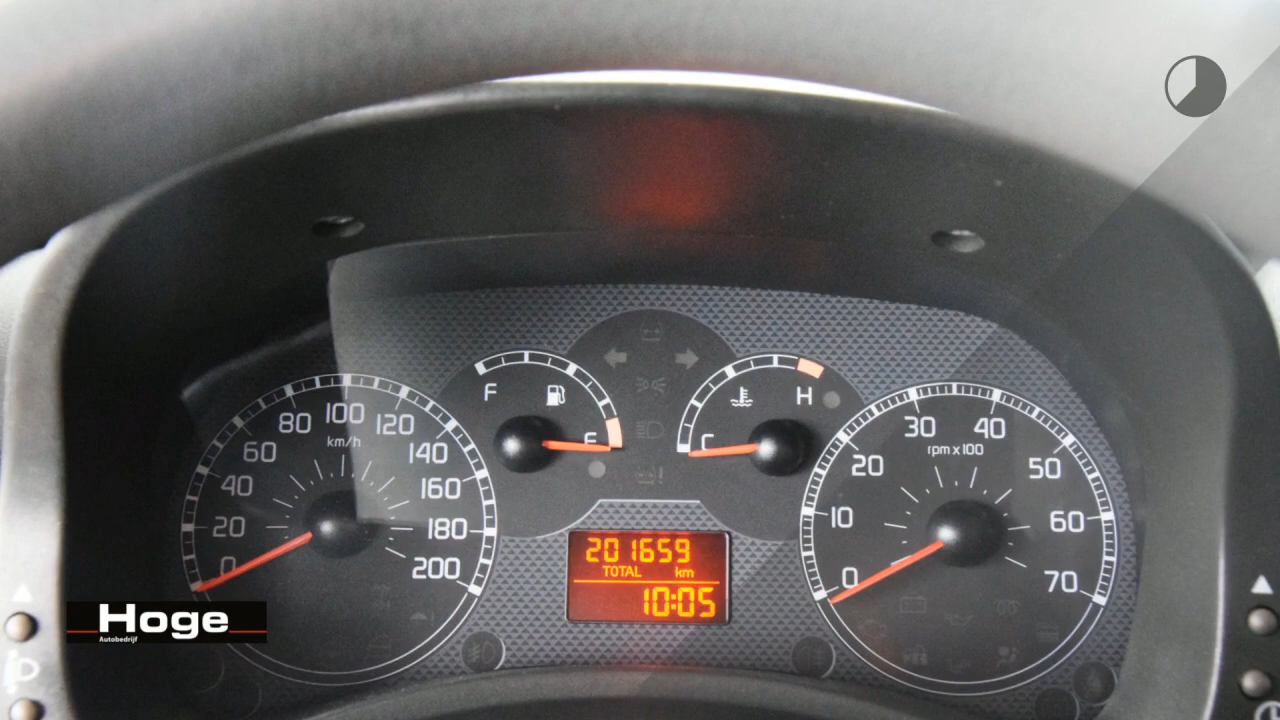 F
E
C
H
80 100 120
km/h
60 140
40 160
20 180
0 200
30 40
rpm x 100
20 50
10 60
0 70
201659
TOTAL km
10:05
Hoge
Autobedrijf